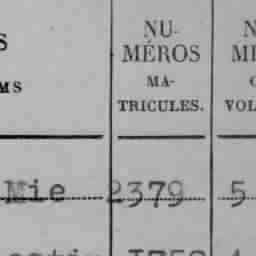 S
MS
NU-
MÉROS
MA-
TRICULES.
N
VOL
Mie 2379 5